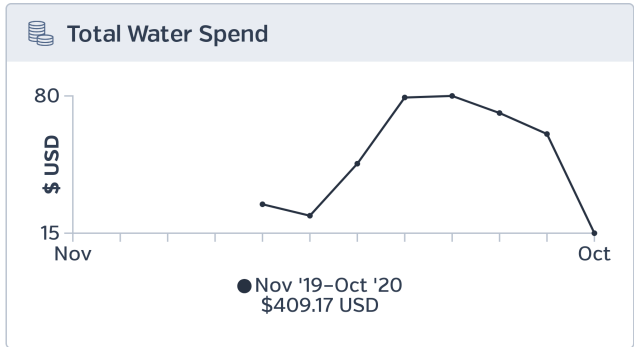 Total Water Spend
80
$ USD
15
Nov
Oct
Nov '19–Oct '20
$409.17 USD